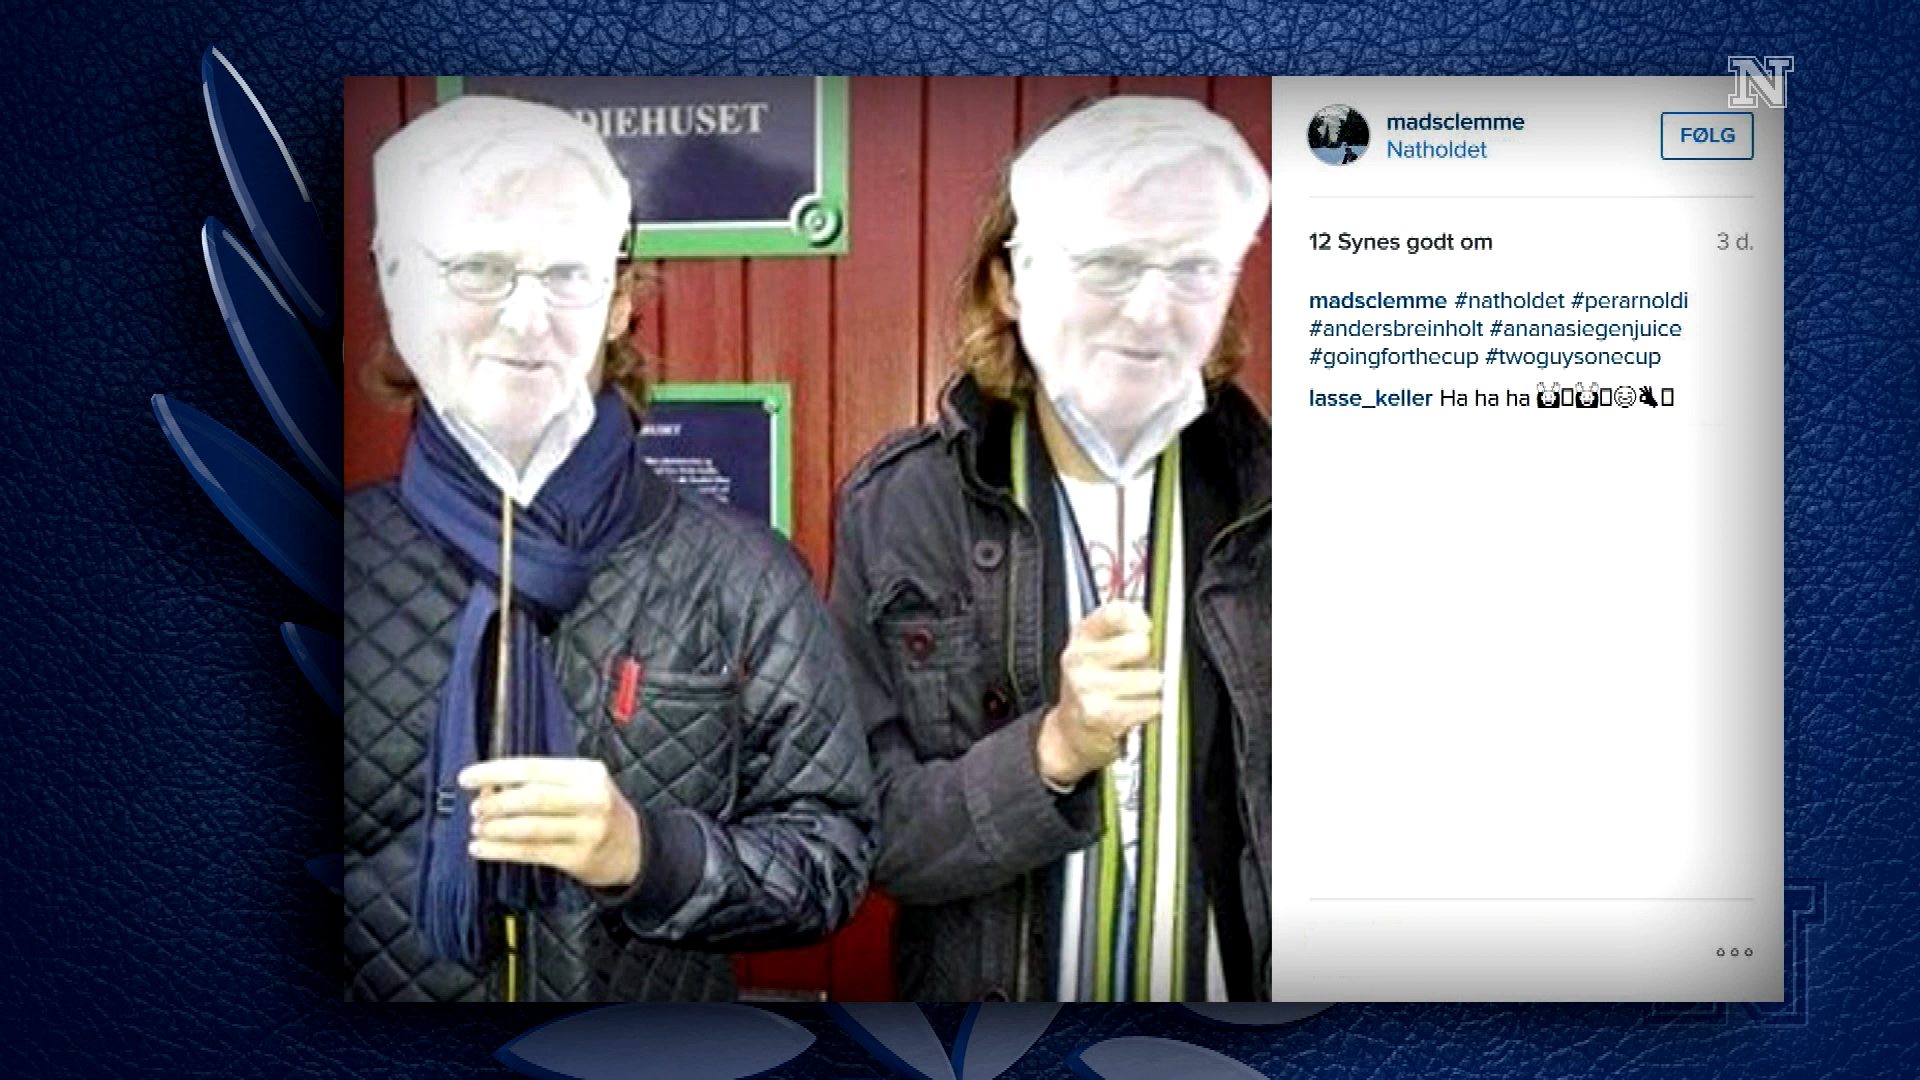 DIEHUSET
N
madsclemme
Natholdet
FØLG
12 Synes godt om
3 d.
madsclemme #natholdet #perarnoldi
#andersbreinholt #ananasiegenjuice
#goingforthecup #twoguysonecup
lasse_keller Ha ha ha